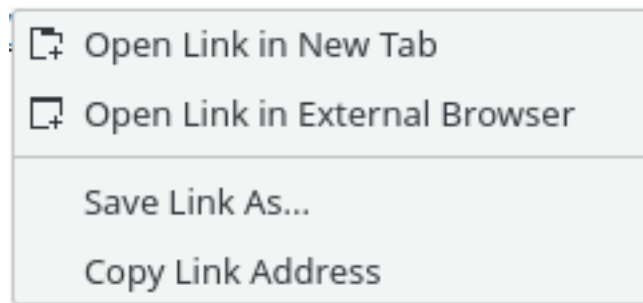 Open Link in New Tab
Open Link in External Browser
Save Link As...
Copy Link Address